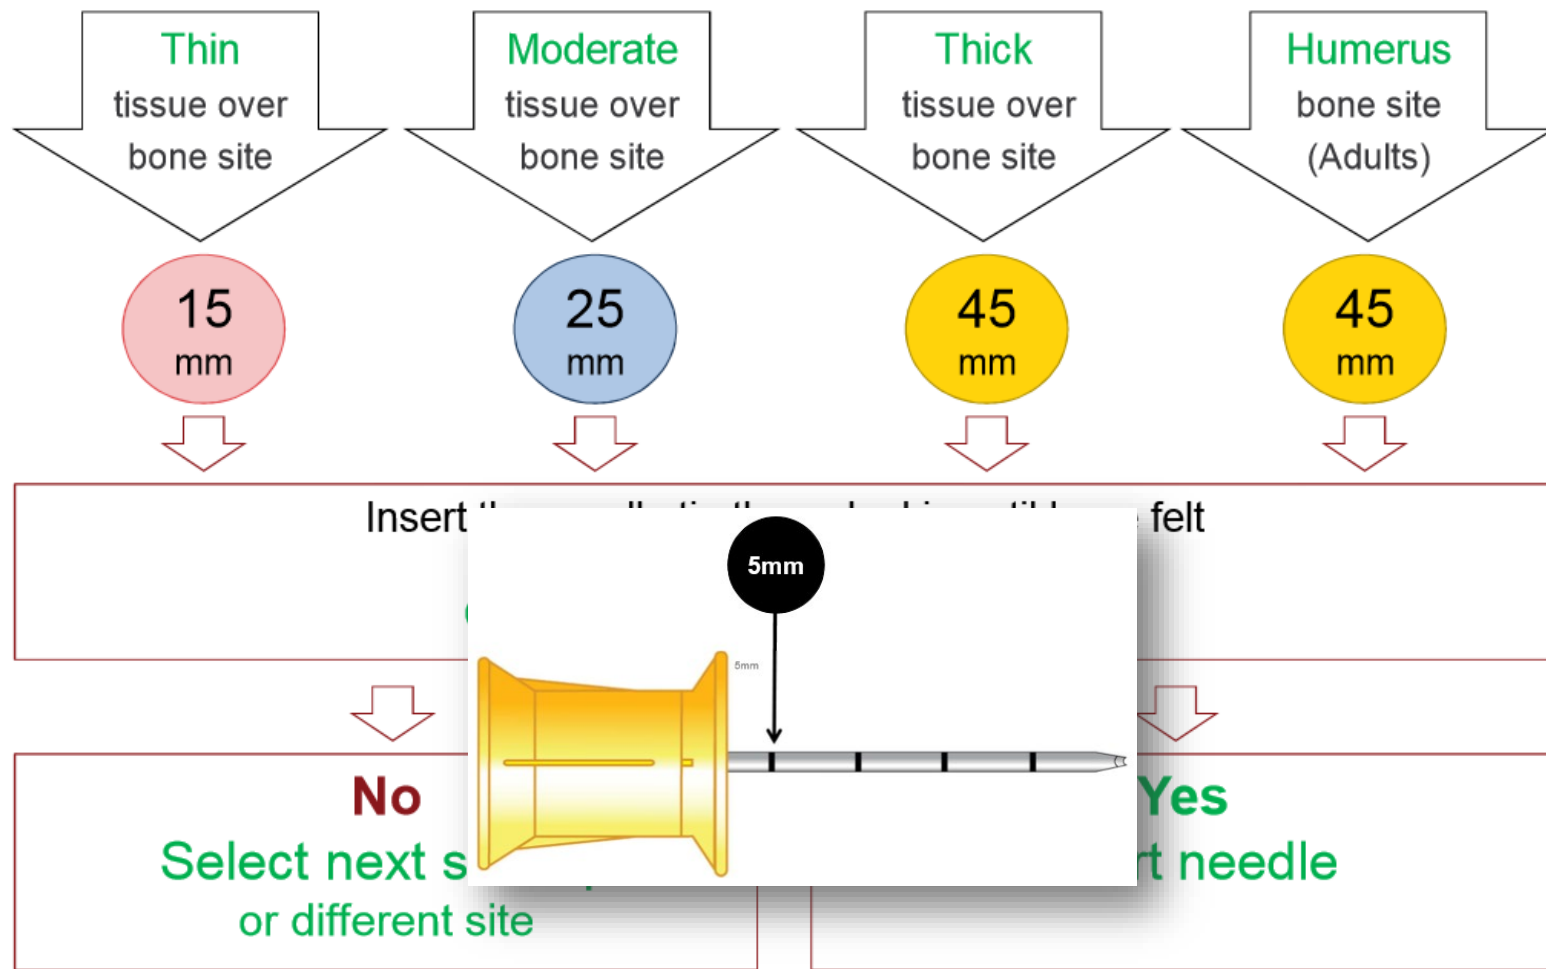 Thin
tissue over
bone site
Moderate
tissue over
bone site
Thick
tissue over
bone site
Humerus
bone site
(Adults)
15
mm
25
mm
45
mm
45
mm
Insert felt
5mm
5mm
No
Select next
or different site
Yes
needle